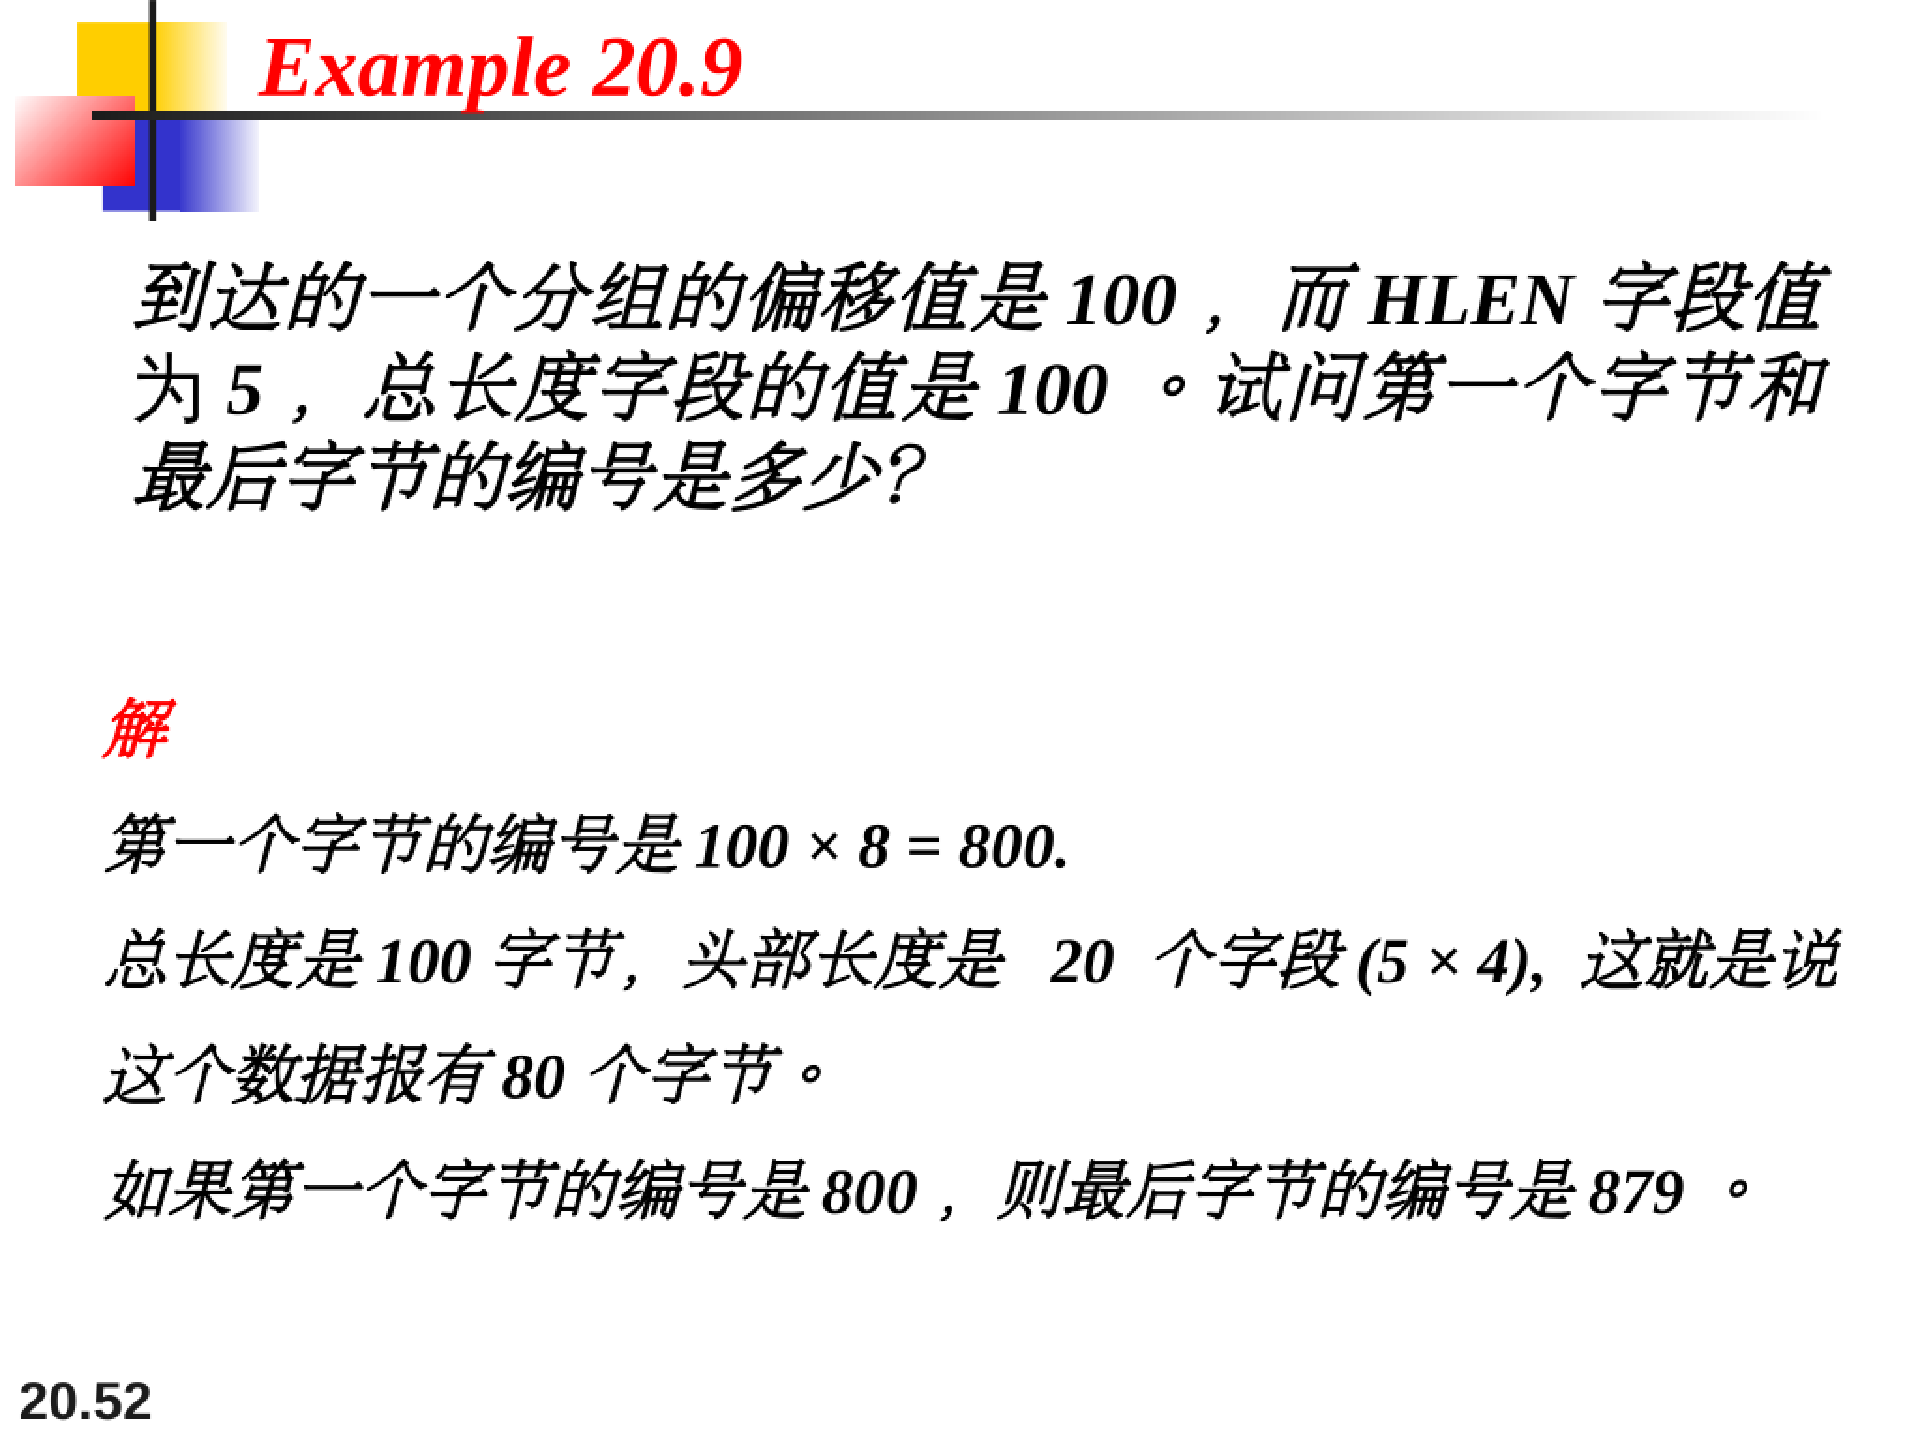 Example 20.9
到达的一个分组的偏移值是 100 ，而 HLEN 字段值
为 5 ，总长度字段的值是 100 。试问第一个字节和
最后字节的编号是多少?
解
第一个字节的编号是 100 × 8 = 800.
总长度是 100 字节，头部长度是 20 个字段 (5 × 4), 这就是说
这个数据报有 80 个字节。
如果第一个字节的编号是 800 ，则最后字节的编号是 879 。
20.52